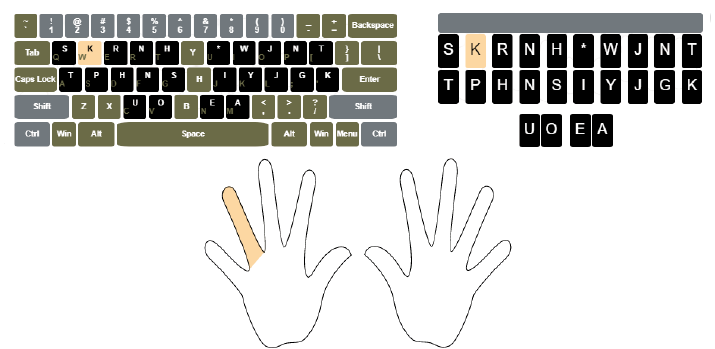 ~ ! @ # $ % ^ & * ( ) _ + Backspace
` 1 2 3 4 5 6 7 8 9 0 - =
Tab S K R N H Y * W J N T } |
Q W E R T U I O P [ ] \
Caps Lock T P H N S H I Y J G K Enter
A S D F G J K L ; '
Shift Z X U O B E A < > ? Shift
C V N M , . /
Ctrl Win Alt Space Alt Win Menu Ctrl
S K R N H * W J N T
T P H N S I Y J G K
U O E A